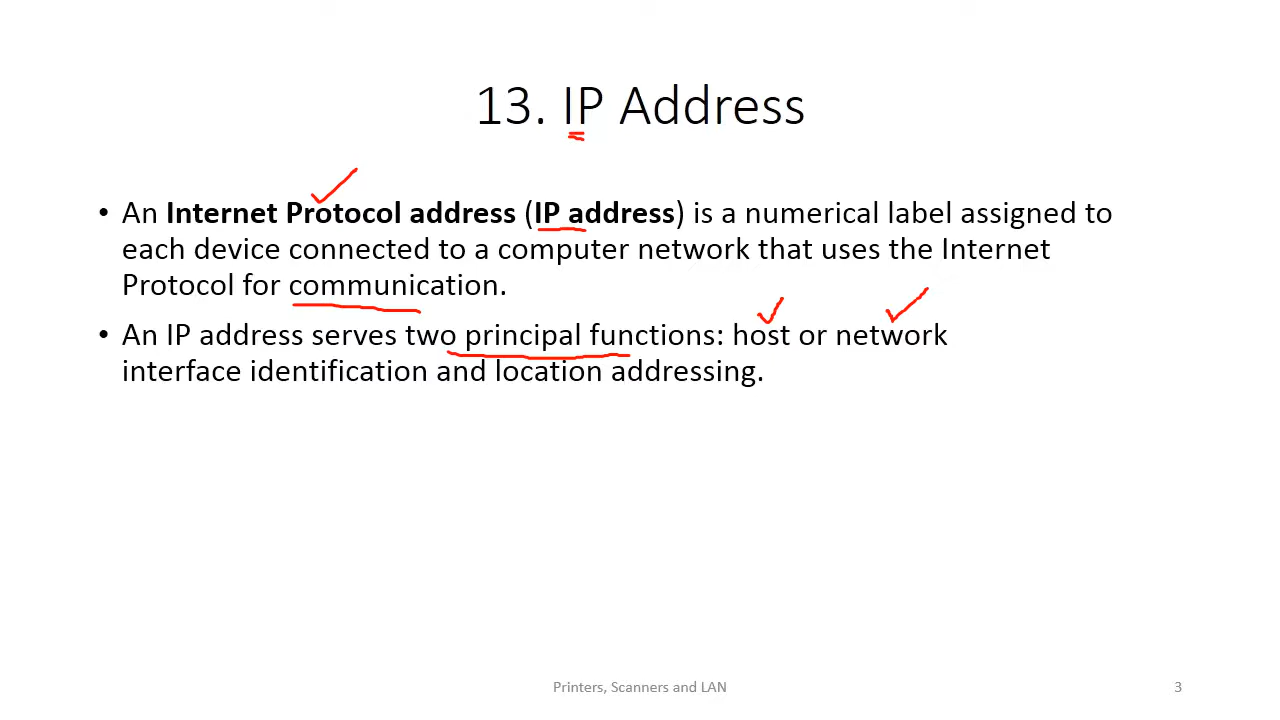 13. IP Address
• An Internet Protocol address (IP address) is a numerical label assigned to
each device connected to a computer network that uses the Internet
Protocol for communication.
• An IP address serves two principal functions: host or network
interface identification and location addressing.
Printers, Scanners and LAN
3